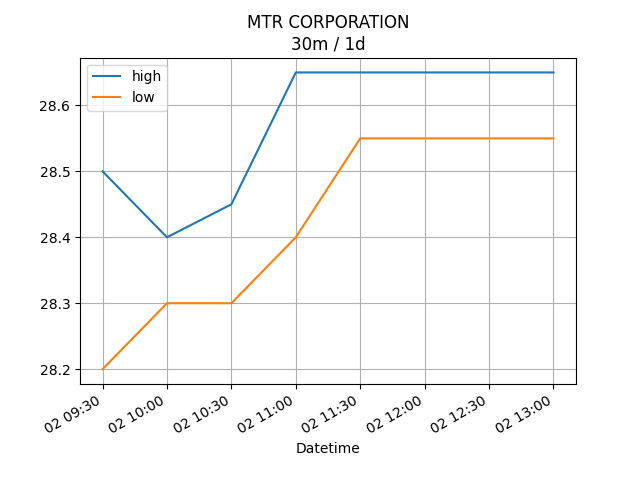 MTR CORPORATION
30m / 1d
high
low
28.6
28.5
28.4
28.3
28.2
02 09:30
02 10:00
02 10:30
02 11:00
02 11:30
02 12:00
02 12:30
02 13:00
Datetime